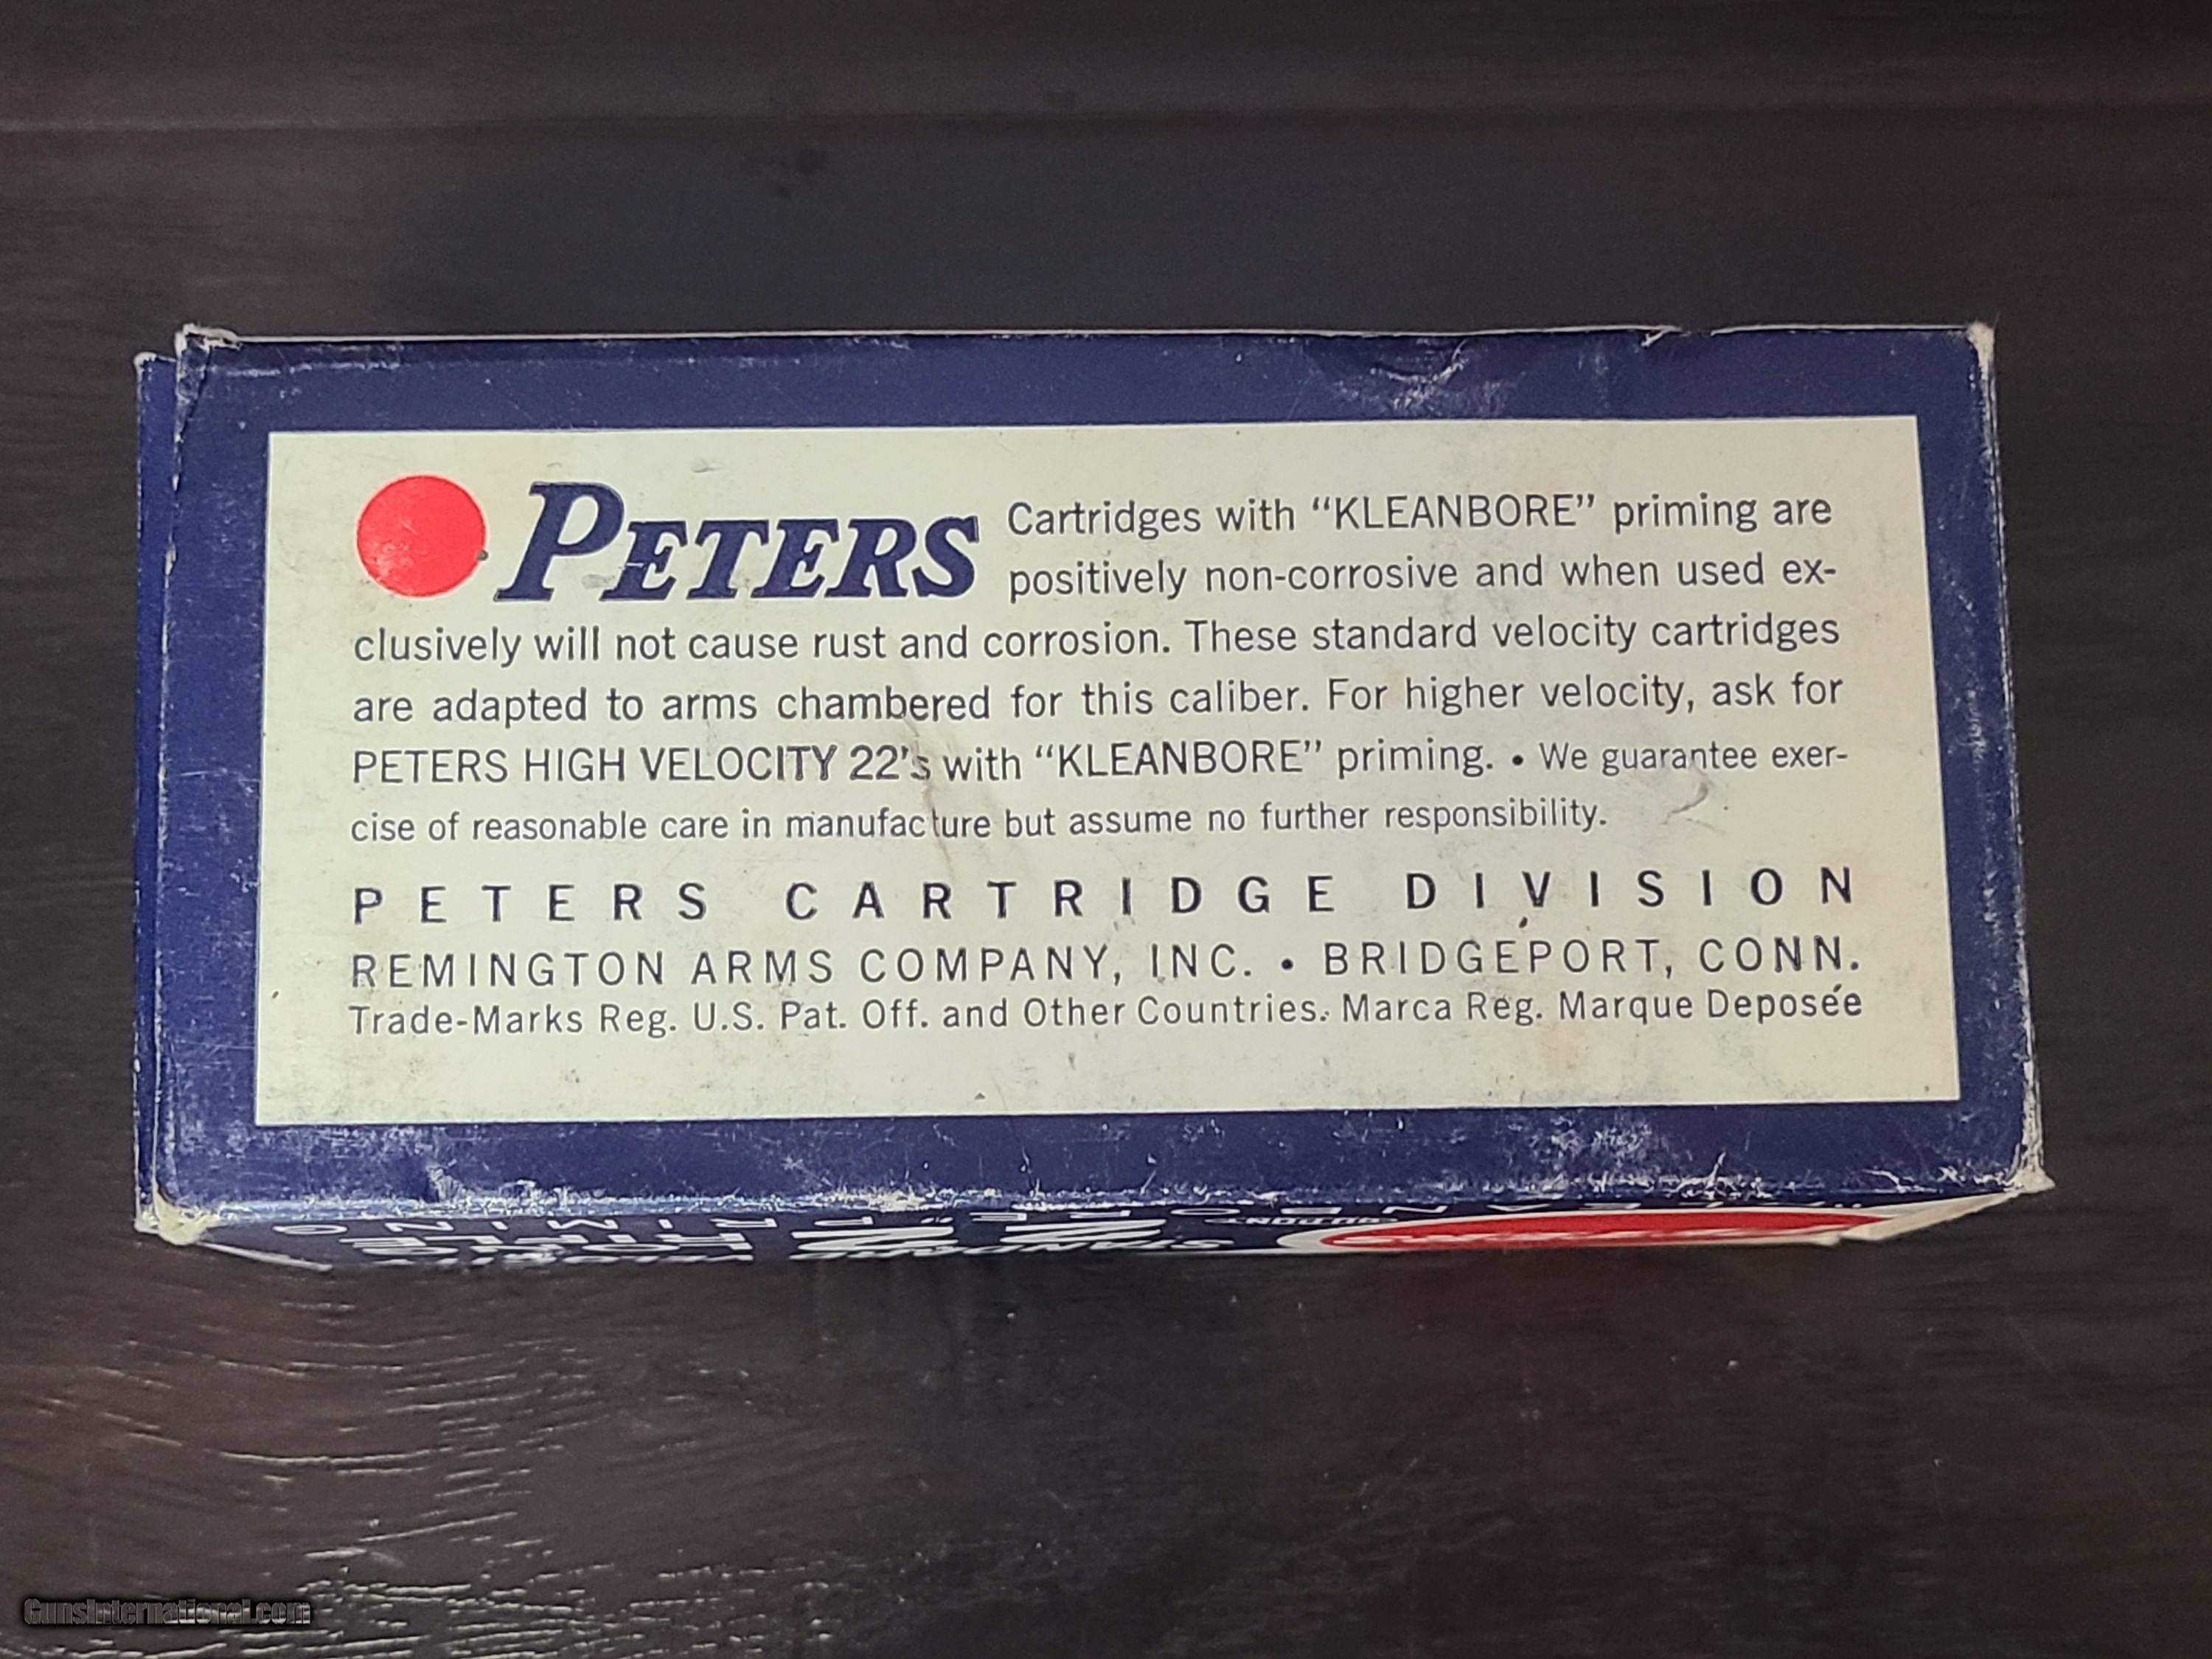 PETERS Cartridges with “KLEANBORE” priming are
positively non-corrosive and when used ex-
clusively will not cause rust and corrosion. These standard velocity cartridges
are adapted to arms chambered for this caliber. For higher velocity, ask for
PETERS HIGH VELOCITY 22's with “KLEANBORE” priming. • We guarantee exer-
cise of reasonable care in manufacture but assume no further responsibility.
PETERS CARTRIDGE DIVISION
REMINGTON ARMS COMPANY, INC. • BRIDGEPORT, CONN.
Trade-Marks Reg. U.S. Pat. Off. and Other Countries. Marca Reg. Marque Deposée
STANDARD VELOCITY
GunsInternational.com